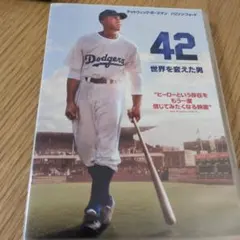 チャドウィック・ボーズマン　ハリソン・フォード
42
世界を変えた男
Dodgers
"ヒーローという存在を
もう一度
信じてみたくなる映画"